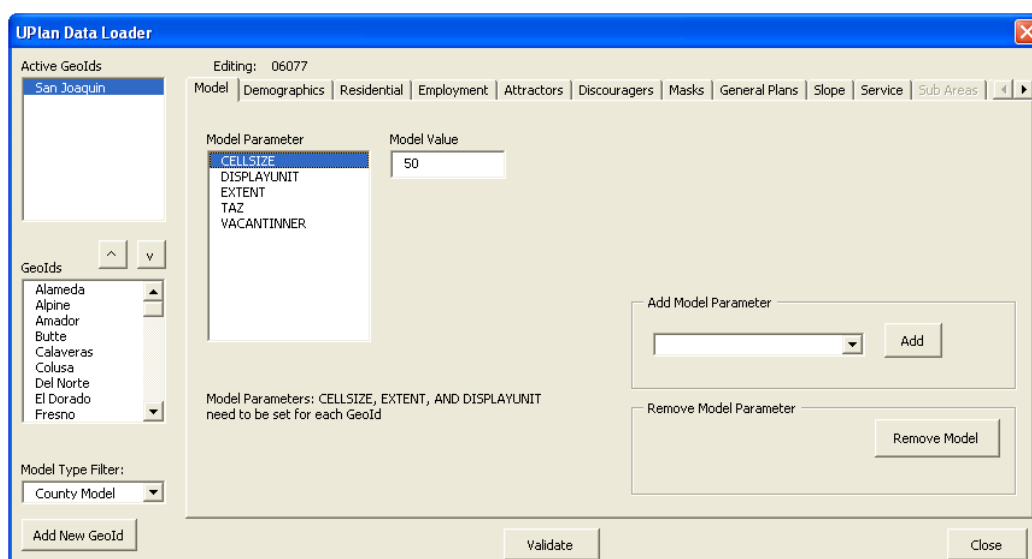 UPlan Data Loader
Active GeoIds
Editing: 06077
San Joaquin
Model Demographics Residential Employment Attractors Discouragers Masks General Plans Slope Service Sub Areas
Model Parameter
Model Value
CELLSIZE
50
DISPLAYUNIT
EXTENT
TAZ
VACANTINNER
^ v
GeoIds
Alameda
Alpine
Amador
Butte
Calaveras
Colusa
Del Norte
El Dorado
Fresno
Add Model Parameter
Add
Model Parameters: CELLSIZE, EXTENT, AND DISPLAYUNIT
need to be set for each GeoId
Remove Model Parameter
Remove Model
Model Type Filter:
County Model
Add New GeoId
Validate
Close